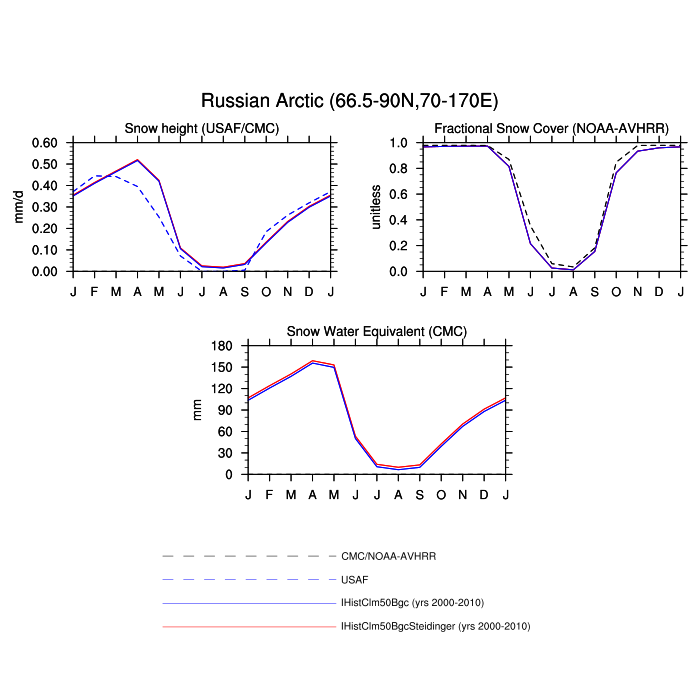 Russian Arctic (66.5-90N,70-170E)
Snow height (USAF/CMC)
mm/d
0.60
0.50
0.40
0.30
0.20
0.10
0.00
J F M A M J J A S O N D J
Fractional Snow Cover (NOAA-AVHRR)
unitless
1.0
0.8
0.6
0.4
0.2
0.0
J F M A M J J A S O N D J
Snow Water Equivalent (CMC)
mm
180
150
120
90
60
30
0
J F M A M J J A S O N D J
CMC/NOAA-AVHRR
USAF
IHistClm50Bgc (yrs 2000-2010)
IHistClm50BgcSteidinger (yrs 2000-2010)